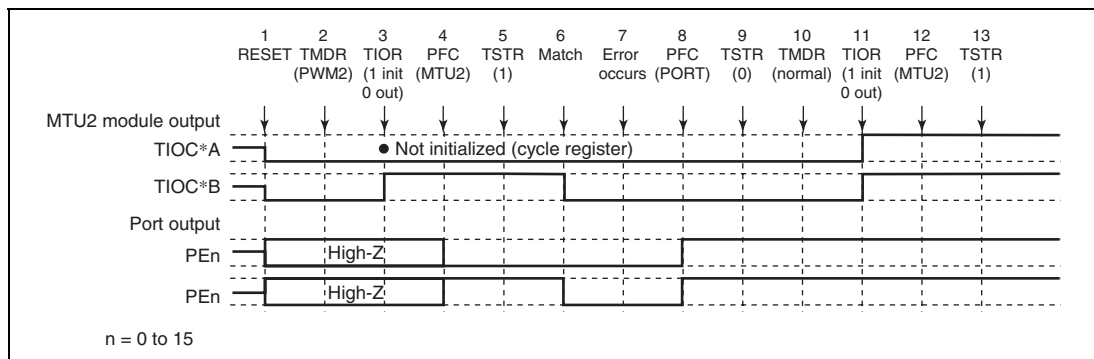 1 2 3 4 5 6 7 8 9 10 11 12 13
RESET TMDR TIOR PFC TSTR Match Error PFC TSTR TMDR TIOR PFC TSTR
(PWM2) (1 init (MTU2) (1) occurs (PORT) (0) (normal) (1 init (MTU2) (1)
0 out) 0 out)
MTU2 module output
TIOC*A
• Not initialized (cycle register)
TIOC*B
Port output
PEn
High-Z
PEn
High-Z
n = 0 to 15